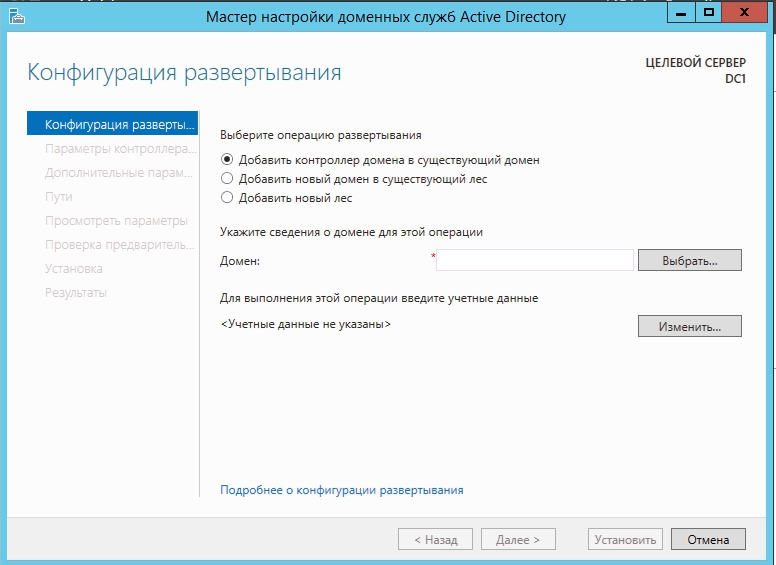 Мастер настройки доменных служб Active Directory
Конфигурация развертывания
ЦЕЛЕВОЙ СЕРВЕР
DC1
Конфигурация разверты...
Параметры контроллера...
Дополнительные парам...
Пути
Просмотреть параметры
Проверка предваритель...
Установка
Результаты
Выберите операцию развертывания
Добавить контроллер домена в существующий домен
Добавить новый домен в существующий лес
Добавить новый лес
Укажите сведения о домене для этой операции
Домен:
*
Выбрать...
Для выполнения этой операции введите учетные данные
<Учетные данные не указаны>
Изменить...
Подробнее о конфигурации развертывания
< Назад
Далее >
Установить
Отмена